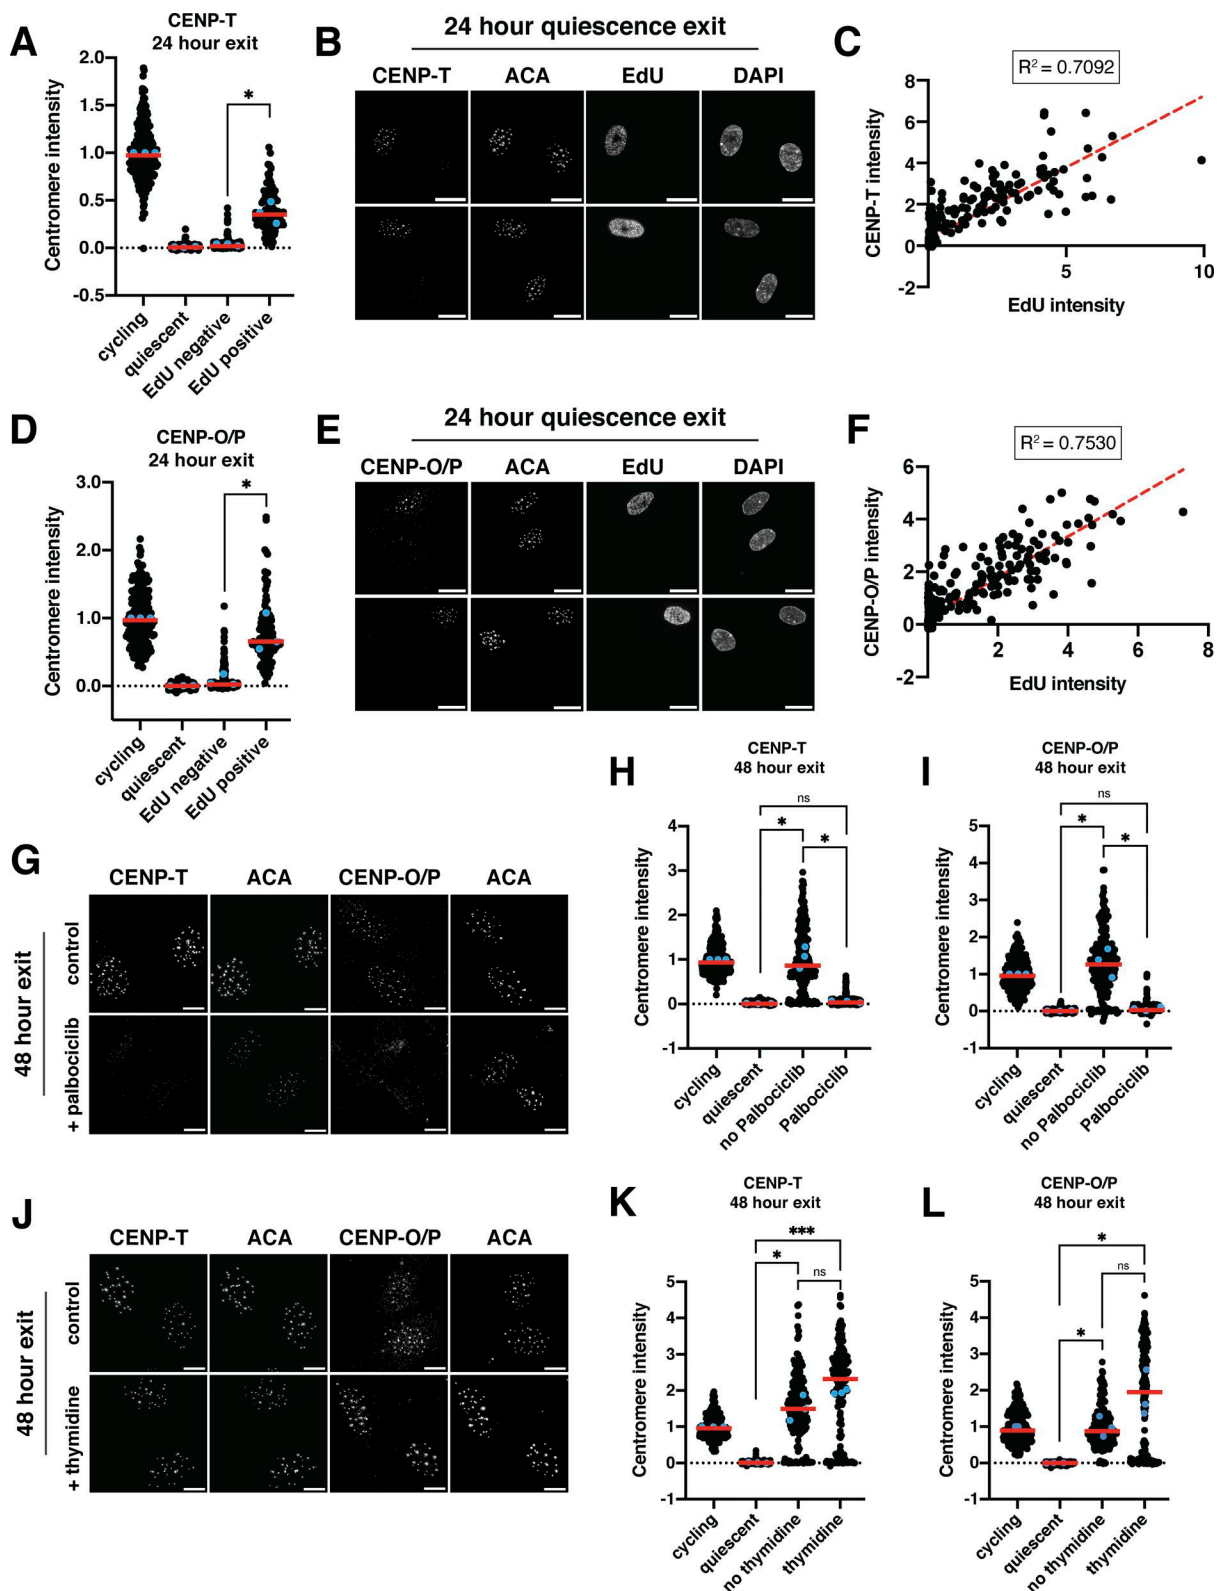 A
CENP-T
24 hour exit
Centromere intensity
2.0
1.5
1.0
0.5
0.0
-0.5
*
cycling
quiescent
EdU negative
EdU positive
B
24 hour quiescence exit
CENP-T ACA EdU DAPI
C
R² = 0.7092
CENP-T intensity
8
6
4
2
0
-2
5 10
EdU intensity
D
CENP-O/P
24 hour exit
Centromere intensity
3.0
2.0
1.0
0.0
*
cycling
quiescent
EdU negative
EdU positive
E
24 hour quiescence exit
CENP-O/P ACA EdU DAPI
F
R² = 0.7530
CENP-O/P intensity
6
4
2
0
-2
2 4 6 8
EdU intensity
G
CENP-T ACA CENP-O/P ACA
48 hour exit
control
+ palbociclib
H
CENP-T
48 hour exit
Centromere intensity
4
3
2
1
0
-1
ns
* *
cycling
quiescent
no Palbociclib
Palbociclib
I
CENP-O/P
48 hour exit
Centromere intensity
5
4
3
2
1
0
-1
ns
* *
cycling
quiescent
no Palbociclib
Palbociclib
J
CENP-T ACA CENP-O/P ACA
48 hour exit
control
+ thymidine
K
CENP-T
48 hour exit
Centromere intensity
5
4
3
2
1
0
-1
***
*
ns
cycling
quiescent
no thymidine
thymidine
L
CENP-O/P
48 hour exit
Centromere intensity
5
4
3
2
1
0
-1
*
ns
*
cycling
quiescent
no thymidine
thymidine